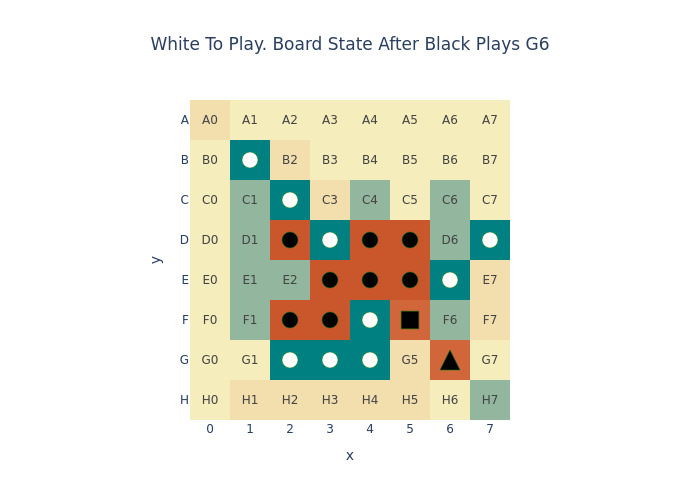 White To Play. Board State After Black Plays G6
A A0 A1 A2 A3 A4 A5 A6 A7
B B0 B2 B3 B4 B5 B6 B7
C C0 C1 C3 C4 C5 C6 C7
D D0 D1 D6
E E0 E1 E2 E7
F F0 F1 F6 F7
G G0 G1 G5 G7
H H0 H1 H2 H3 H4 H5 H6 H7
0 1 2 3 4 5 6 7
x
y